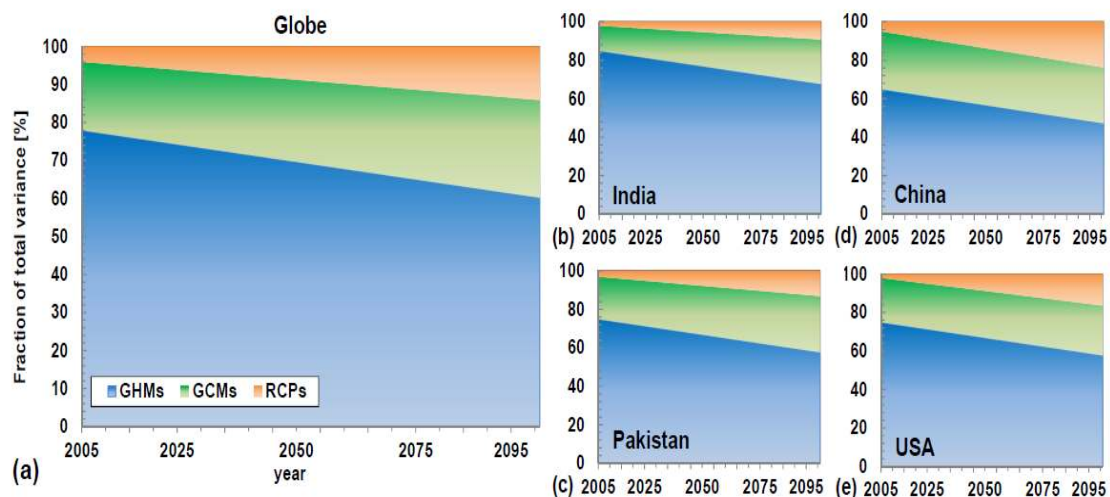 Globe
Fraction of total variance [%]
100
90
80
70
60
50
40
30
20
10
0
GHMs GCMs RCPs
2005 2025 2050 2075 2095
year
(a)
100
80
60
40
20
0
India
2005 2025 2050 2075 2095
(b)
100
80
60
40
20
0
China
2005 2025 2050 2075 2095
(d)
100
80
60
40
20
0
Pakistan
2005 2025 2050 2075 2095
(c)
100
80
60
40
20
0
USA
2005 2025 2050 2075 2095
(e)